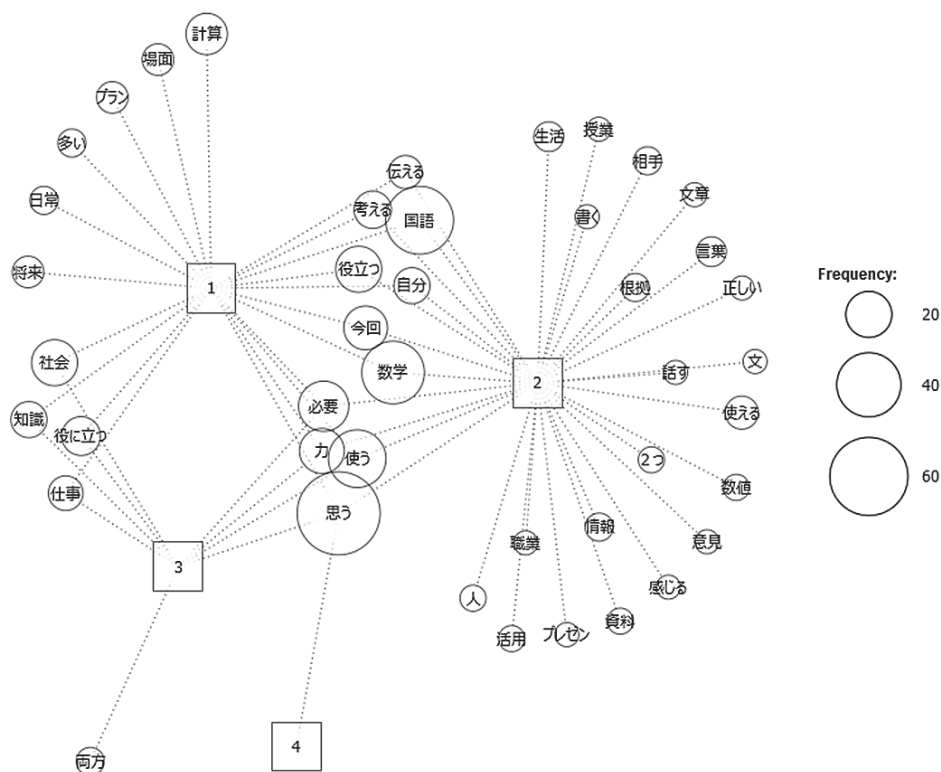 計算
場面
プラン
多い
日常
将来
1
社会
知識
役に立つ
仕事
3
両方
伝える
考える
国語
役立つ
自分
今回
数学
必要
力
使う
思う
4
2
生活
授業
相手
書く
文章
言葉
根拠
正しい
文
話す
使える
2つ
数値
情報
意見
職業
感じる
人
活用
プレゼン
資料
Frequency:
20
40
60